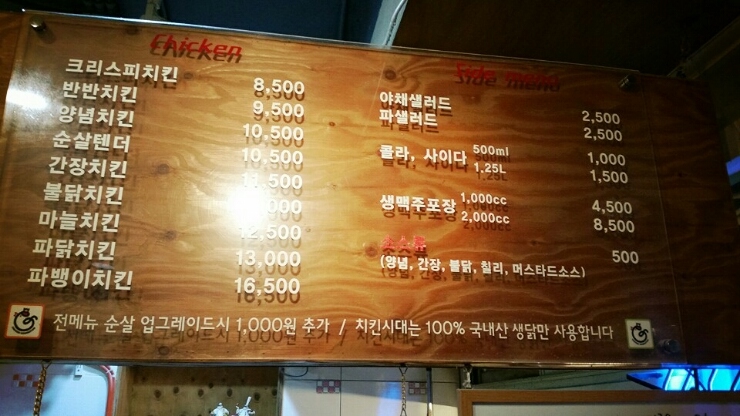 Chicken
크리스피치킨 8,500
반반치킨 9,500
양념치킨 10,500
순살텐더 10,500
간장치킨 11,500
불닭치킨 ,000
마늘치킨 12,500
파닭치킨 13,000
파뱅이치킨 16,500
Side menu
야채샐러드 2,500
파샐러드 2,500
콜라, 사이다 500ml 1,000
1.25L 1,500
생맥주포장 1,000cc 4,500
2,000cc 8,500
소스류 500
(양념, 간장, 불닭, 칠리, 머스타드소스)
전메뉴 순살 업그레이드시 1,000원 추가 / 치킨시대는 100% 국내산 생닭만 사용합니다